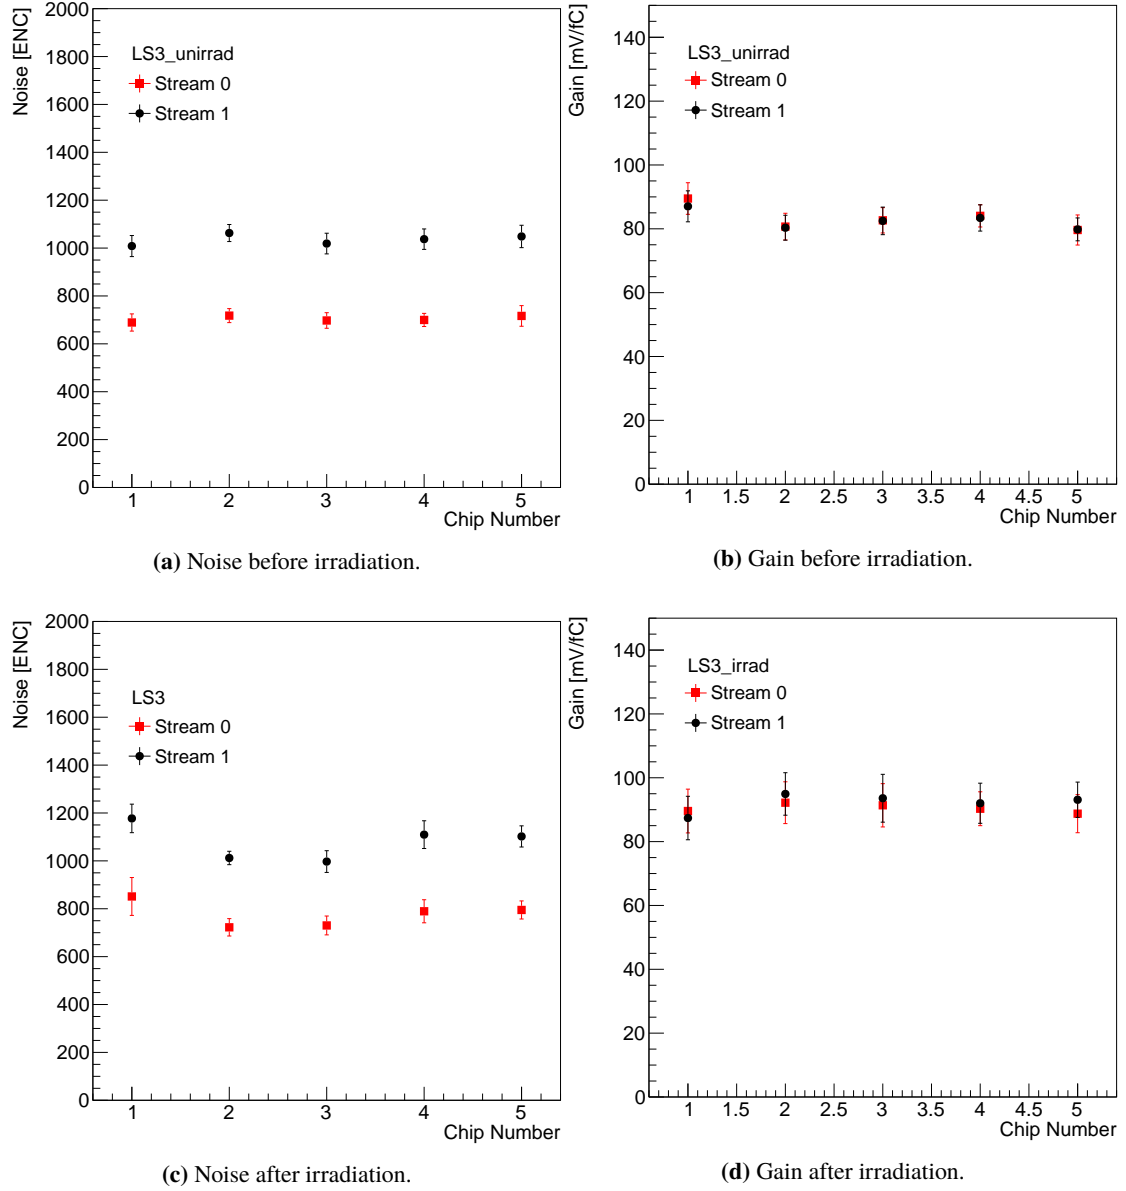 Noise [ENC]
2000
1800
1600
1400
1200
1000
800
600
400
200
0
LS3_unirrad
Stream 0
Stream 1
1 2 3 4 5
Chip Number
(a) Noise before irradiation.
Gain [mV/fC]
140
120
100
80
60
40
20
0
LS3_unirrad
Stream 0
Stream 1
1 1.5 2 2.5 3 3.5 4 4.5 5
Chip Number
(b) Gain before irradiation.
Noise [ENC]
2000
1800
1600
1400
1200
1000
800
600
400
200
0
LS3
Stream 0
Stream 1
1 2 3 4 5
Chip Number
(c) Noise after irradiation.
Gain [mV/fC]
140
120
100
80
60
40
20
0
LS3_irrad
Stream 0
Stream 1
1 1.5 2 2.5 3 3.5 4 4.5 5
Chip Number
(d) Gain after irradiation.